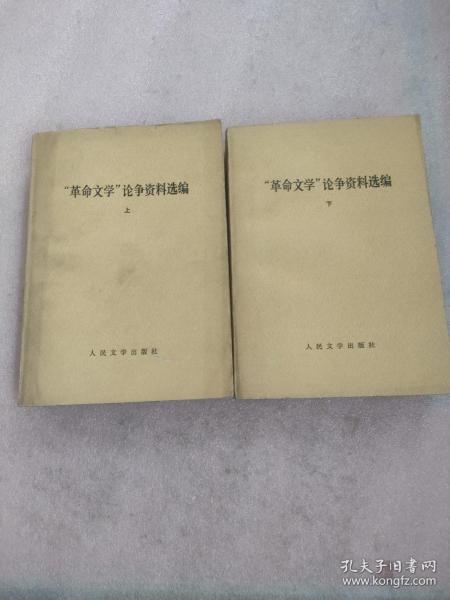 “革命文学”论争资料选编
上
人民文学出版社
“革命文学”论争资料选编
下
人民文学出版社
孔夫子旧书网
www.kongfz.com